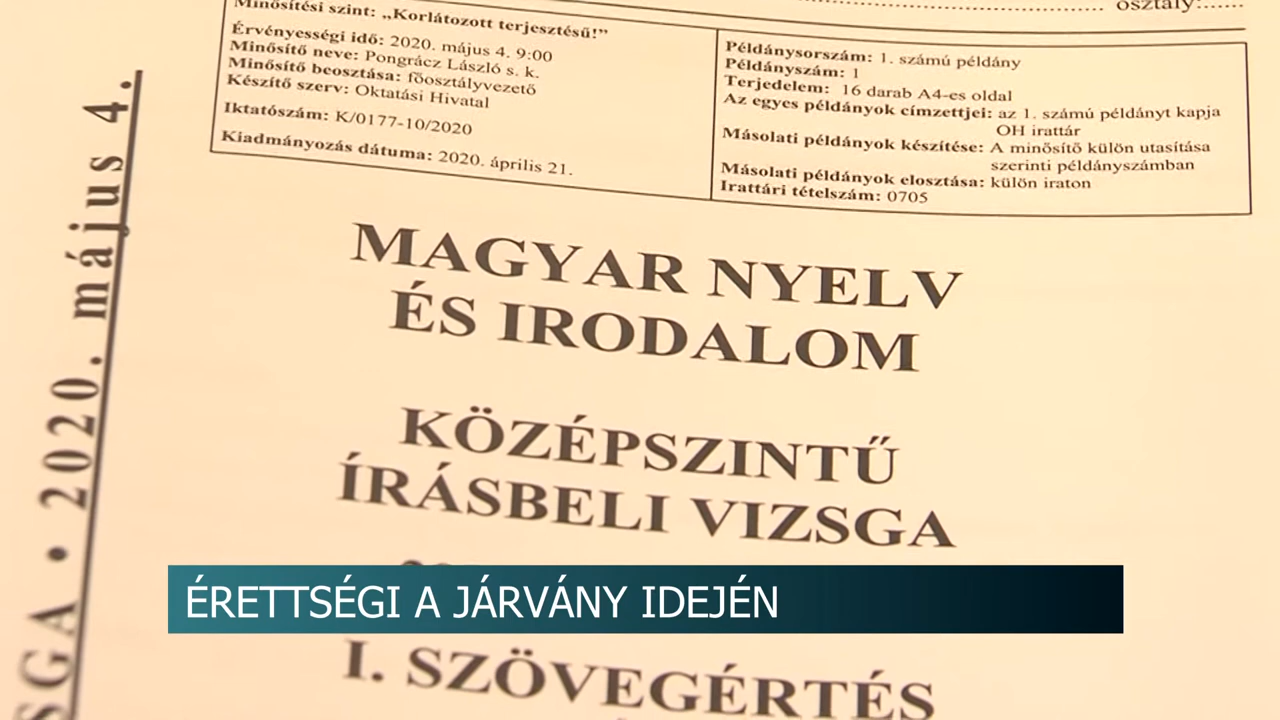 osztály:......
Minősítési szint: „Korlátozott terjesztésű!”
Érvényességi idő: 2020. május 4. 9:00
Minősítő neve: Pongrácz László s. k.
Minősítő beosztása: főosztályvezető
Készítő szerv: Oktatási Hivatal
Iktatószám: K/0177-10/2020
Kiadmányozás dátuma: 2020. április 21.
Példánysorszám: 1. számú példány
Példányszám: 1
Terjedelem: 16 darab A4-es oldal
Az egyes példányok címzettjei: az 1. számú példányt kapja
OH irattár
Másolati példányok készítése: A minősítő külön utasítása
szerinti példányszámban
Másolati példányok elosztása: külön iraton
Irattári tételszám: 0705
SGA • 2020. május 4.
MAGYAR NYELV
ÉS IRODALOM
KÖZÉPSZINTŰ
ÍRÁSBELI VIZSGA
ÉRETTSÉGI A JÁRVÁNY IDEJÉN
I. SZÖVEGÉRTÉS